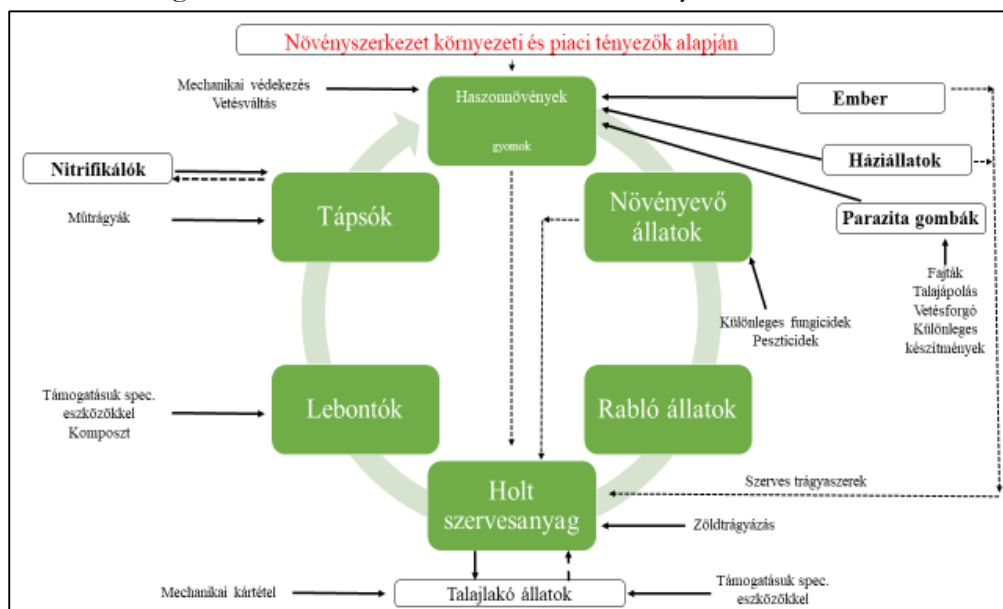 Növényszerkezet környezeti és piaci tényezők alapján
Mechanikai védekezés
Vetésváltás
Haszonnövények
gyomok
Ember
Háziállatok
Parazita gombák
Fajták
Talajápolás
Vetésforgó
Különleges
készítmények
Nitrifikálók
Műtrágyák
Tápsók
Növényevő
állatok
Különleges fungicidek
Peszticidek
Támogatásuk spec.
eszközökkel
Komposzt
Lebontók
Rabló állatok
Szerves trágyaszerek
Holt
szervesanyag
Zöldtrágyázás
Mechanikai kártétel
Talajlakó állatok
Támogatásuk spec.
eszközökkel